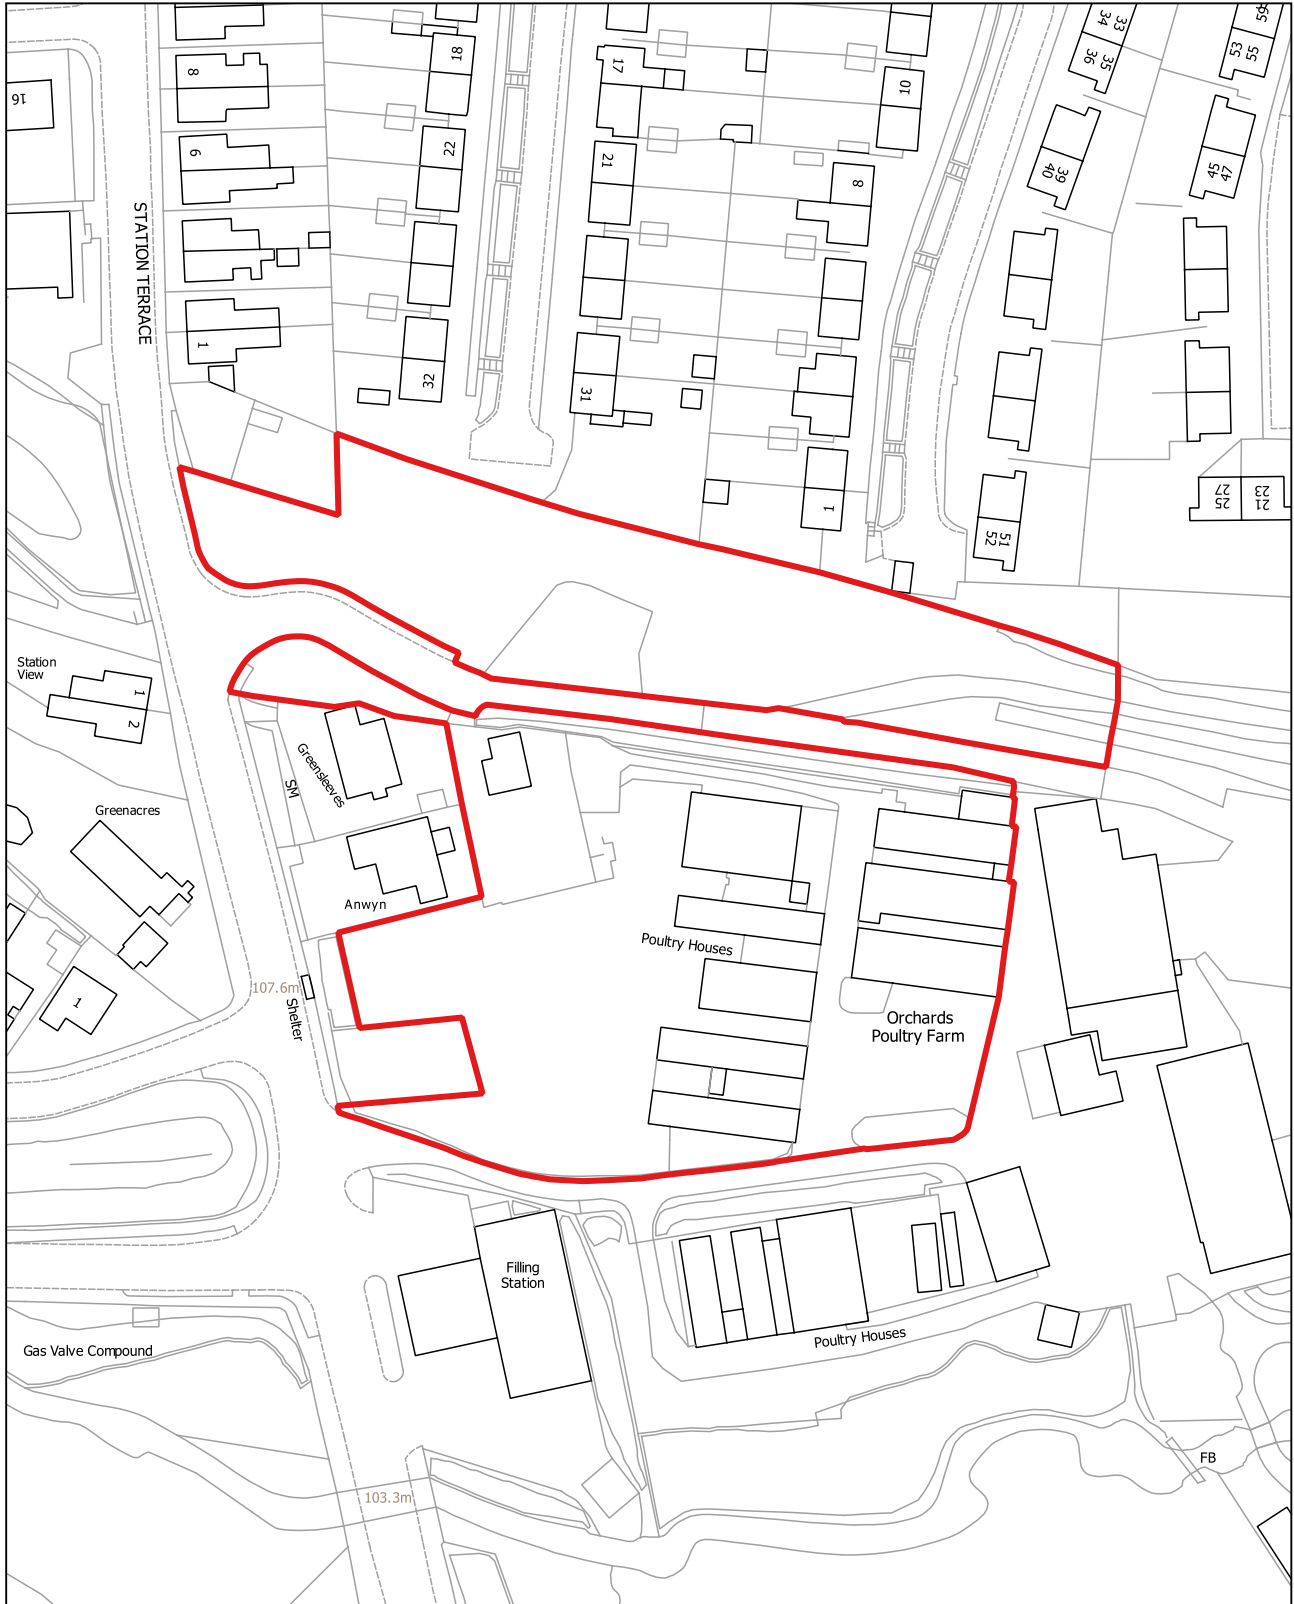 33
34
59
53
55
36
35
18
17
8
10
16
22
6
21
40
39
45
47
8
STATION TERRACE
1
32
31
1
27
25
23
21
51
52
Station
View
1
2
Greensleeves
SM
Greenacres
Anwyn
Poultry Houses
107.6m
Shelter
1
Orchards
Poultry Farm
Filling
Station
Poultry Houses
Gas Valve Compound
FB
103.3m